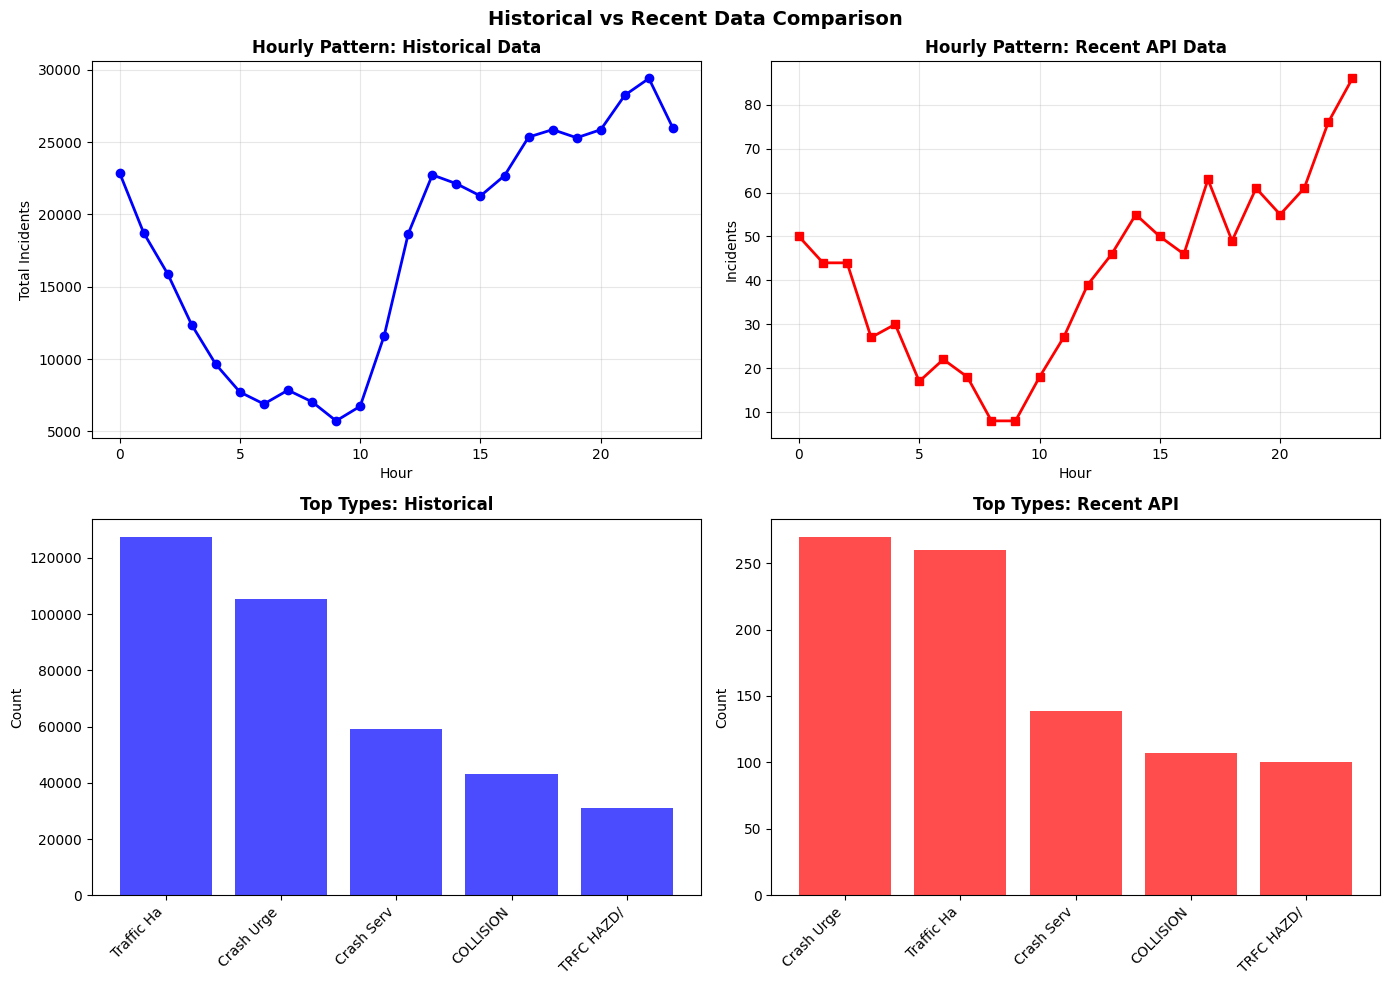 Historical vs Recent Data Comparison
Hourly Pattern: Historical Data
30000
25000
20000
15000
10000
5000
Total Incidents
0 5 10 15 20
Hour
Hourly Pattern: Recent API Data
80
70
60
50
40
30
20
10
Incidents
0 5 10 15 20
Hour
Top Types: Historical
120000
100000
80000
60000
40000
20000
0
Count
Traffic Ha
Crash Urge
Crash Serv
COLLISION
TRFC HAZD/
Top Types: Recent API
250
200
150
100
50
0
Count
Crash Urge
Traffic Ha
Crash Serv
COLLISION
TRFC HAZD/